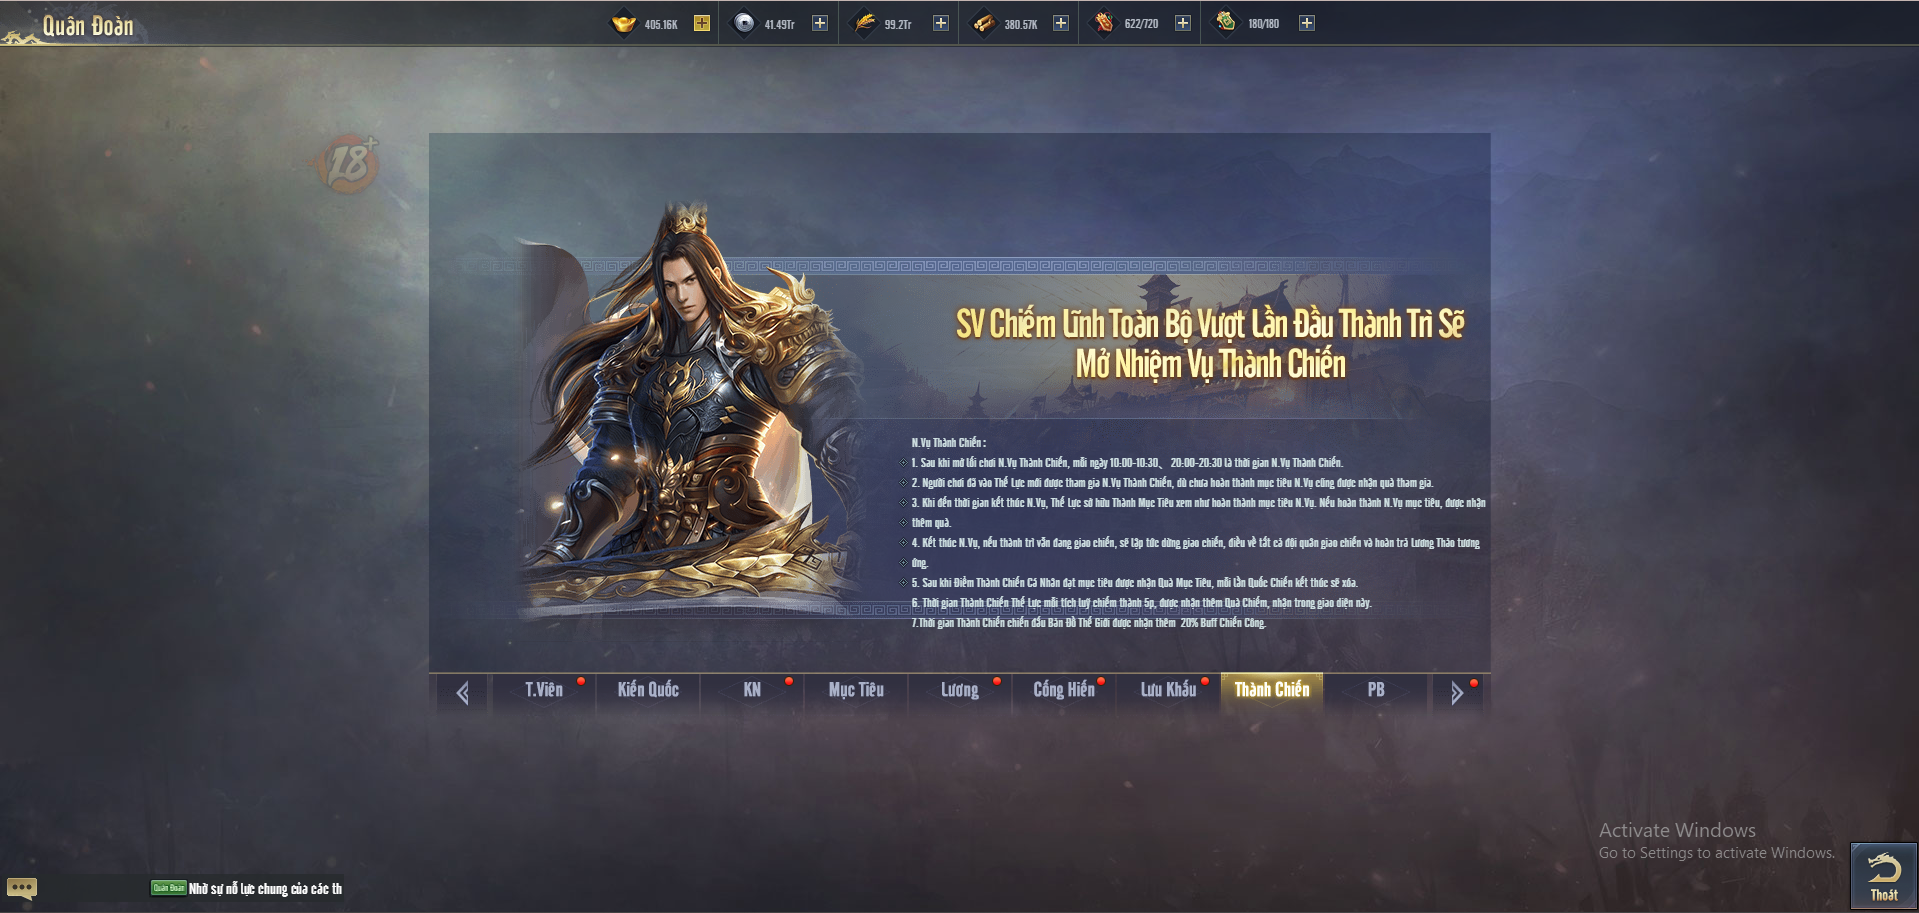 Quân Đoàn
405.16K
41.49Tr
99.2Tr
380.57K
622/720
180/180
18+
SV Chiếm Lĩnh Toàn Bộ Vượt Lần Đầu Thành Trì Sẽ
Mở Nhiệm Vụ Thành Chiến
N.Vụ Thành Chiến :
1. Sau khi mở lối chơi N.Vụ Thành Chiến, mỗi ngày 10:00-10:30、 20:00-20:30 là thời gian N.Vụ Thành Chiến.
2. Người chơi đã vào Thế Lực mới được tham gia N.Vụ Thành Chiến, dù chưa hoàn thành mục tiêu N.Vụ cũng được nhận quà tham gia.
3. Khi đến thời gian kết thúc N.Vụ, Thế Lực sở hữu Thành Mục Tiêu xem như hoàn thành mục tiêu N.Vụ. Nếu hoàn thành N.Vụ mục tiêu, được nhận
thêm quà.
4. Kết thúc N.Vụ, nếu thành trì vẫn đang giao chiến, sẽ lập tức dừng giao chiến, điều về tất cả đội quân giao chiến và hoàn trả Lương Thảo tương
ứng.
5. Sau khi Điểm Thành Chiến Cá Nhân đạt mục tiêu được nhận Quà Mục Tiêu, mỗi lần Quốc Chiến kết thúc sẽ xóa.
6. Thời gian Thành Chiến Thế Lực mỗi tích luỹ chiếm thành 5p, được nhận thêm Quà Chiếm, nhận trong giao diện này.
7.Thời gian Thành Chiến chiến đấu Bản Đồ Thế Giới được nhận thêm 20% Buff Chiến Công.
T.Viên
Kiến Quốc
KN
Mục Tiêu
Lương
Cống Hiến
Lưu Khấu
Thành Chiến
PB
Activate Windows
Go to Settings to activate Windows.
Quân Đoàn Nhờ sự nỗ lực chung của các th
Thoát